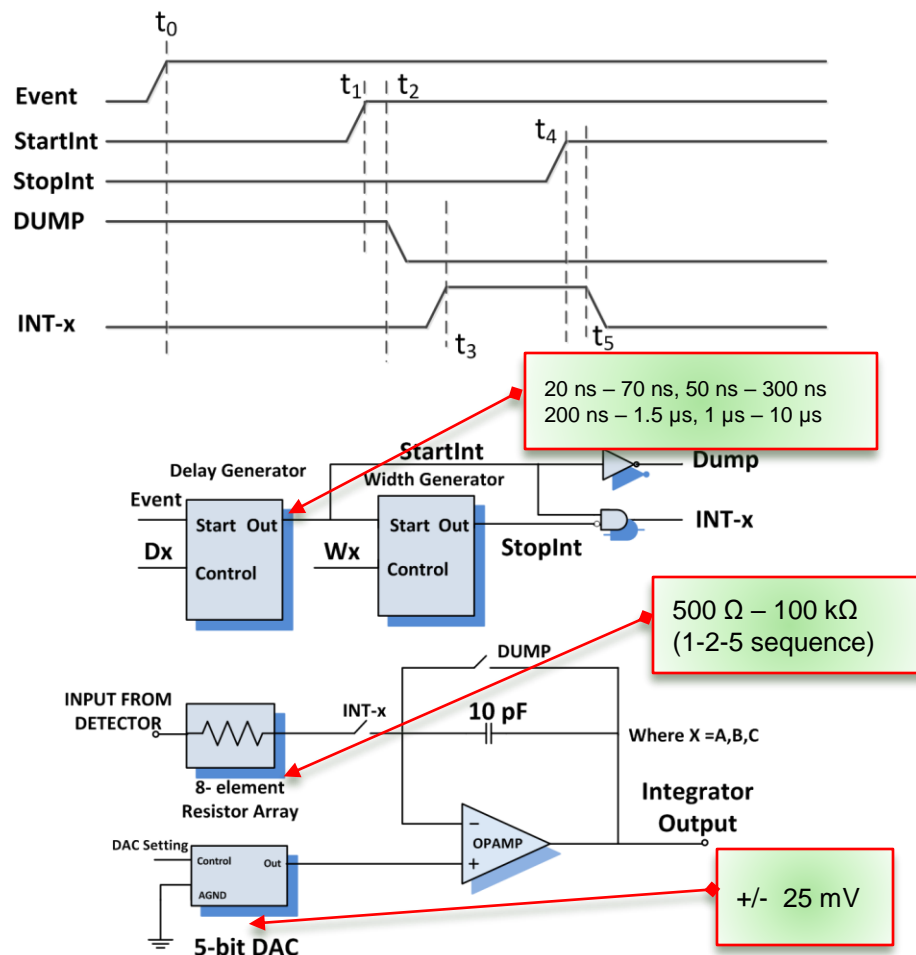 t0
Event
t1
t2
StartInt
t4
StopInt
DUMP
INT-x
t3
t5
20 ns – 70 ns, 50 ns – 300 ns
200 ns – 1.5 µs, 1 µs – 10 µs
StartInt
Delay Generator
Width Generator
Dump
Event
Start Out
Start Out
INT-x
StopInt
Dx
Control
Wx
Control
500 Ω – 100 kΩ
(1-2-5 sequence)
DUMP
INPUT FROM
DETECTOR
INT-x
10 pF
Where X =A,B,C
8- element
Resistor Array
Integrator
Output
−
OPAMP
+
DAC Setting
Control
Out
AGND
+/- 25 mV
5-bit DAC